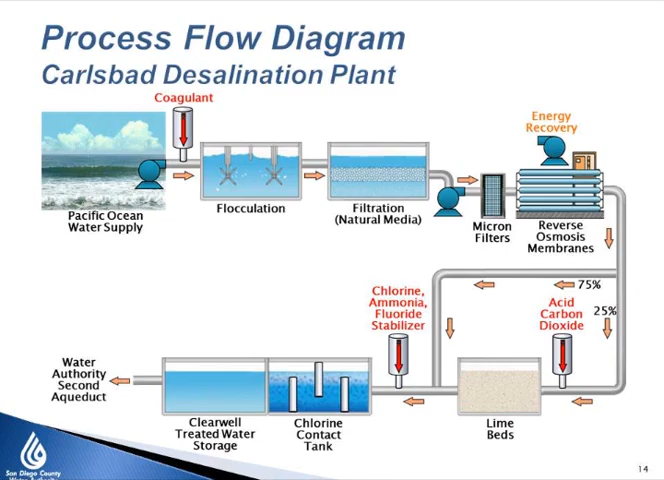 Process Flow Diagram
Carlsbad Desalination Plant
Coagulant
Energy
Recovery
Pacific Ocean
Water Supply
Flocculation
Filtration
(Natural Media)
Micron
Filters
Reverse
Osmosis
Membranes
75%
25%
Chlorine,
Ammonia,
Fluoride
Stabilizer
Acid
Carbon
Dioxide
Water
Authority
Second
Aqueduct
Clearwell
Treated Water
Storage
Chlorine
Contact
Tank
Lime
Beds
San Diego County
Water Authority
14